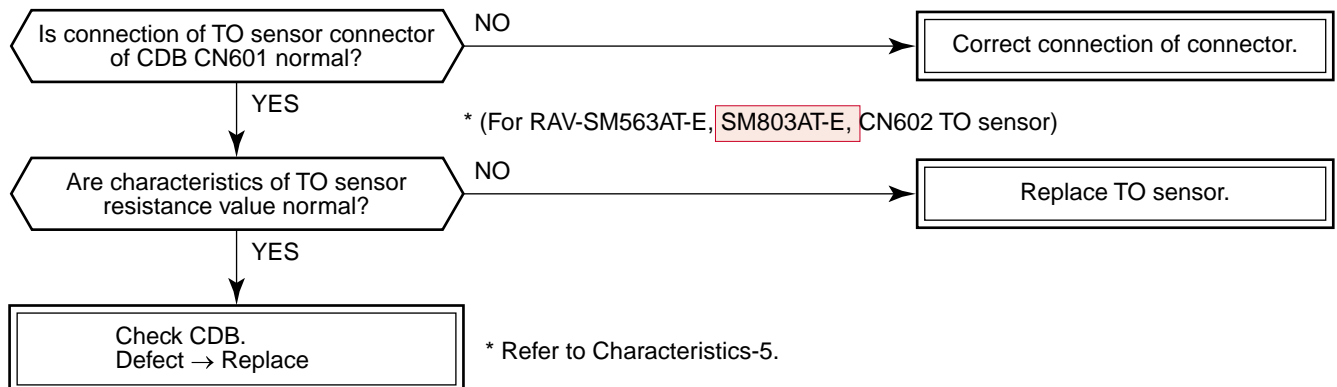 Is connection of TO sensor connector
of CDB CN601 normal?
NO
Correct connection of connector.
YES
* (For RAV-SM563AT-E, SM803AT-E, CN602 TO sensor)
Are characteristics of TO sensor
resistance value normal?
NO
Replace TO sensor.
YES
Check CDB.
Defect → Replace
* Refer to Characteristics-5.